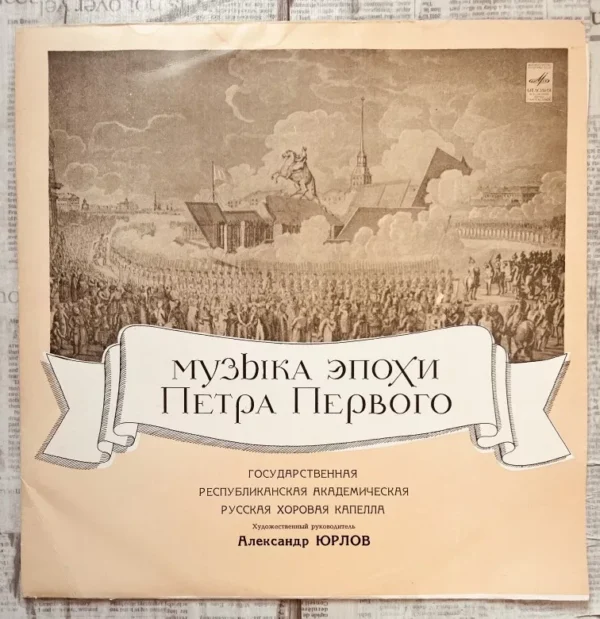 МУЗЫКА ЭПОХИ
ПЕТРА ПЕРВОГО
ГОСУДАРСТВЕННАЯ
РЕСПУБЛИКАНСКАЯ АКАДЕМИЧЕСКАЯ
РУССКАЯ ХОРОВАЯ КАПЕЛЛА
Художественный руководитель
Александр ЮРЛОВ